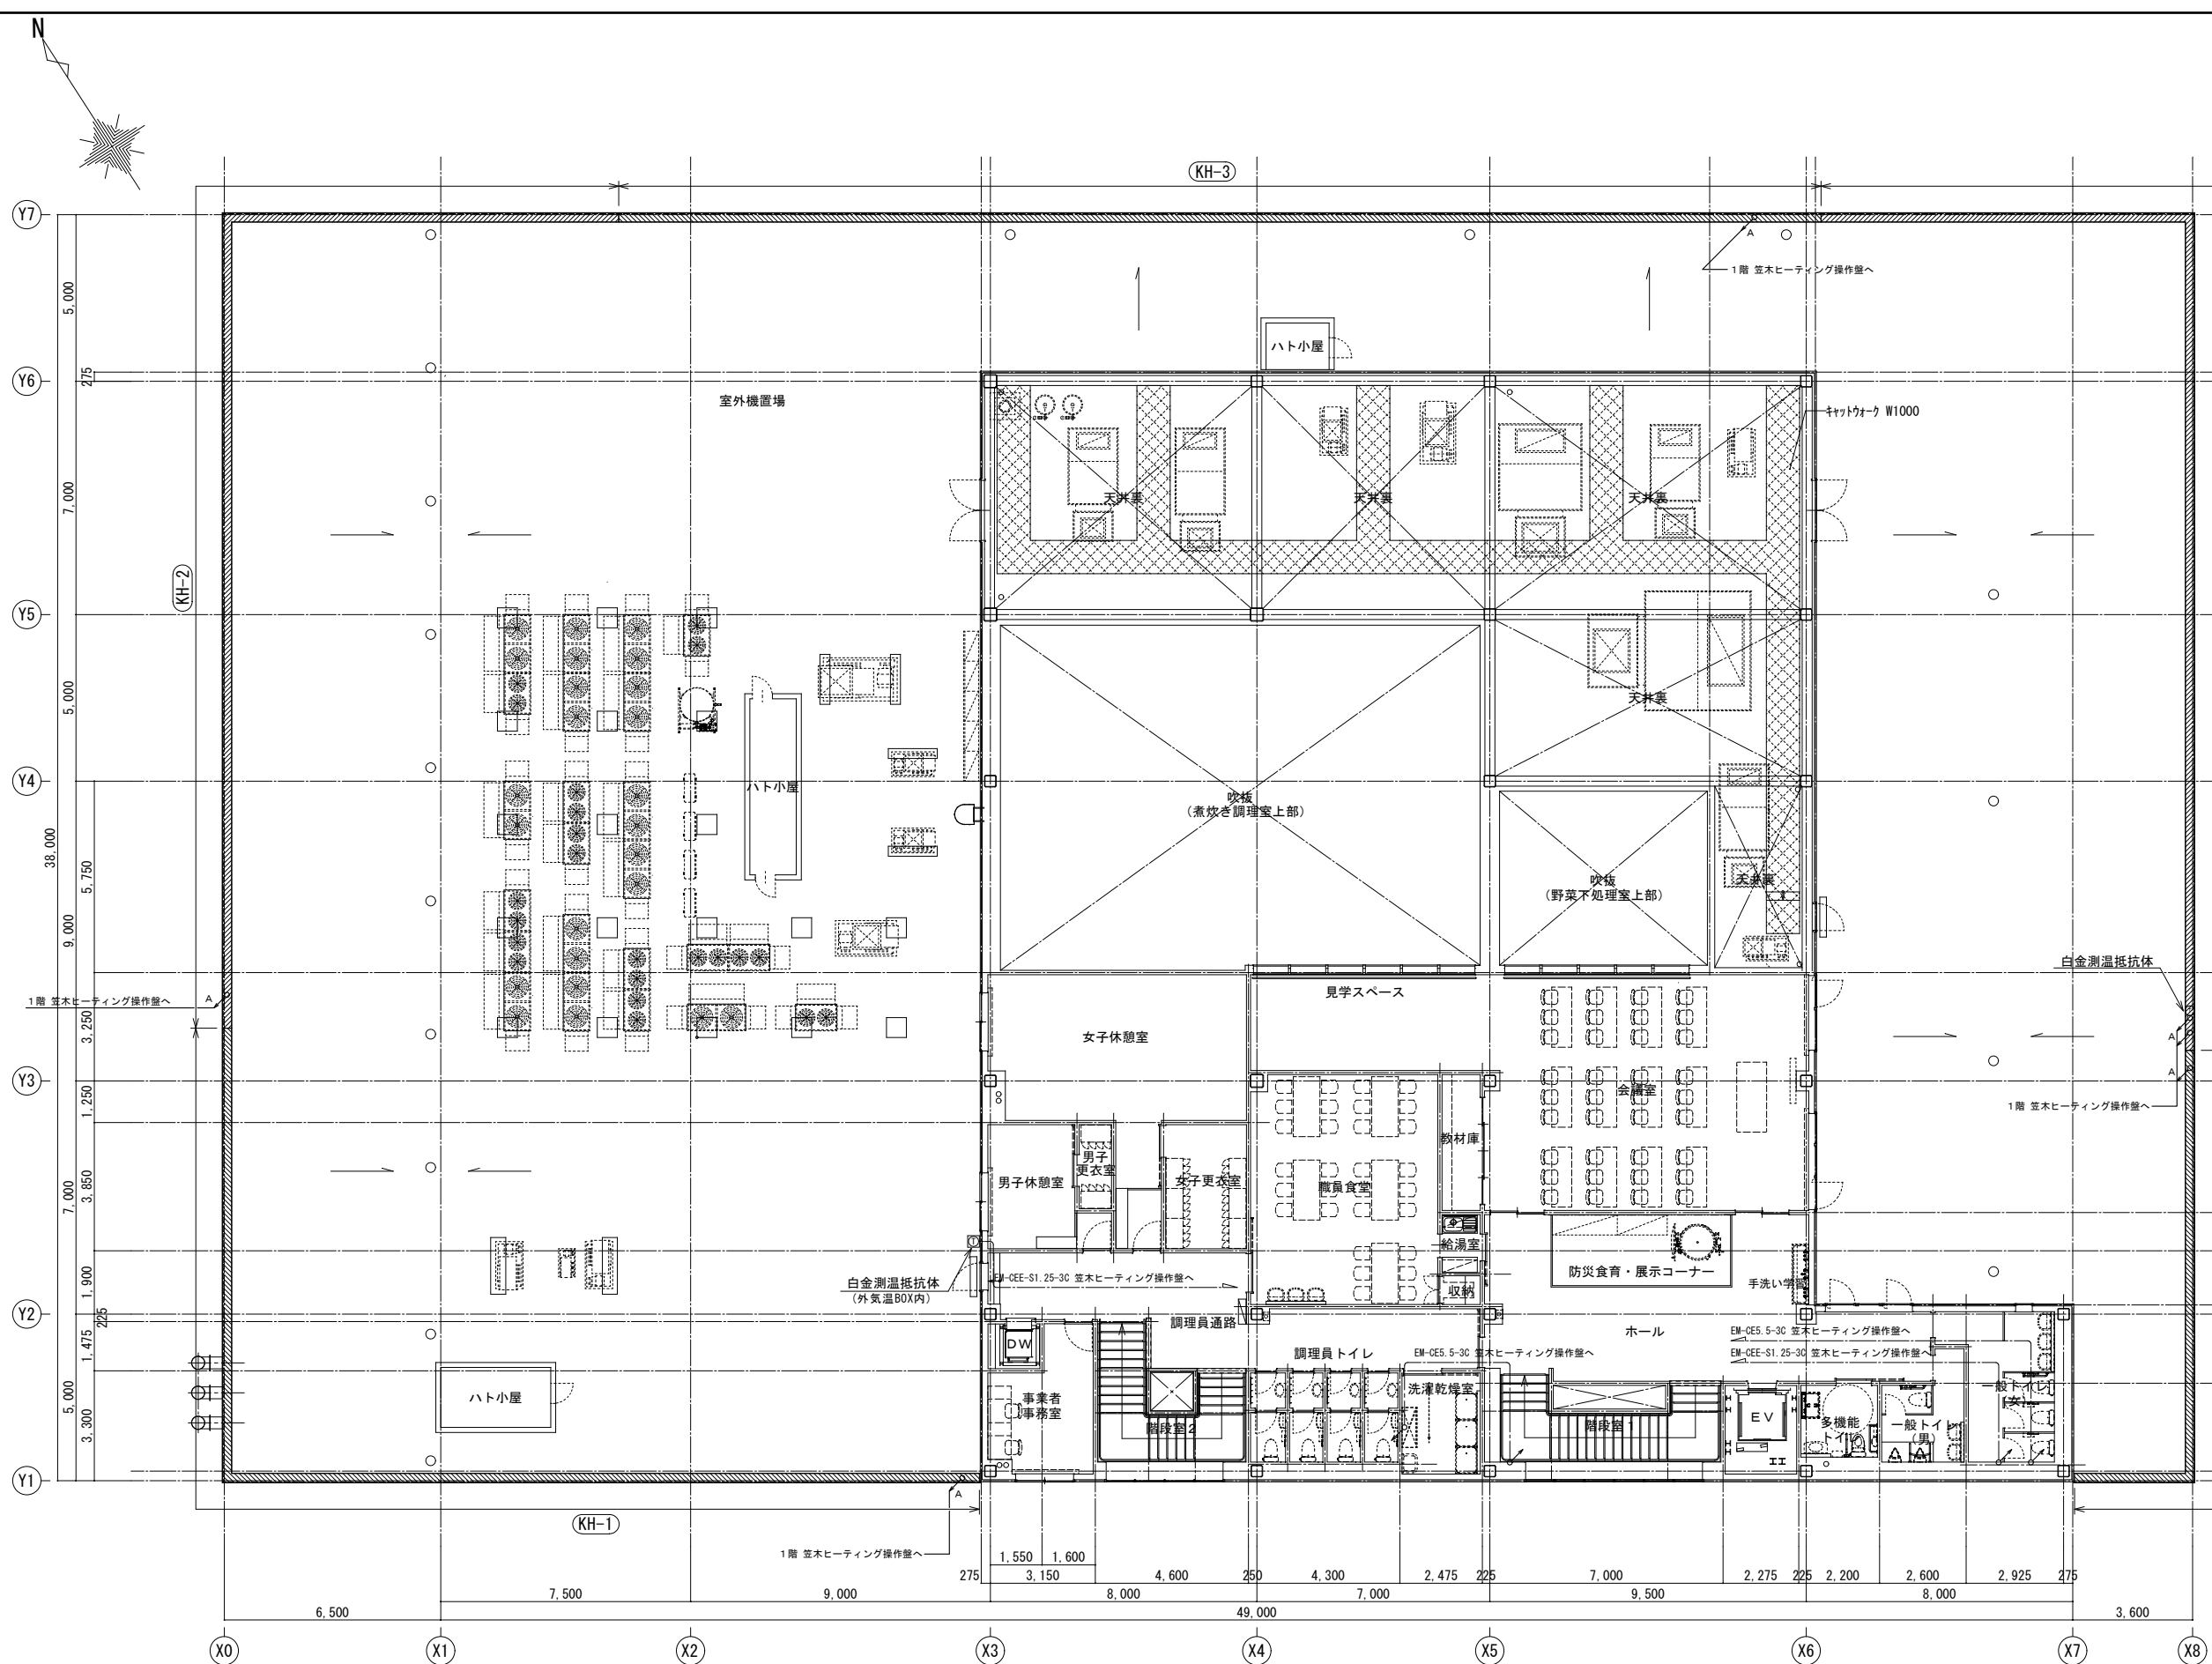 N
KH-3
Y7
A
1階 笠木ヒーティング操作盤へ
5,000
ハト小屋
Y6
275
室外機置場
キャットウォーク W1000
7,000
天井裏
天井裏
天井裏
KH-2
Y5
5,000
天井裏
Y4
ハト小屋
吹抜
(煮炊き調理室上部)
38,000
5,750
吹抜
(野菜下処理室上部)
天井裏
9,000
白金測温抵抗体
1階 笠木ヒーティング操作盤へ
A
見学スペース
3,250
女子休憩室
A
A
Y3
会議室
1階 笠木ヒーティング操作盤へ
1,250
教材庫
男子
更衣室
7,000
3,850
男子休憩室
女子更衣室
職員食堂
給湯室
白金測温抵抗体
(外気温BOX内)
EM-CEE-S1.25-3C 笠木ヒーティング操作盤へ
防災食育・展示コーナー
手洗い学習
1,900
収納
Y2
225
調理員通路
ホール
EM-CE5.5-3C 笠木ヒーティング操作盤へ
1,475
DW
調理員トイレ
EM-CE5.5-3C 笠木ヒーティング操作盤へ
EM-CEE-S1.25-3C 笠木ヒーティング操作盤へ
5,000
ハト小屋
事業者
事務室
洗濯乾燥室
一般トイレ
(女)
3,300
階段室2
階段室1
EV
多機能
トイレ
一般トイレ
(男)
Y1
A
KH-1
1階 笠木ヒーティング操作盤へ
1,550
1,600
275
3,150
4,600
250
4,300
2,475
225
7,000
2,275
225
2,200
2,600
2,925
275
7,500
9,000
8,000
7,000
9,500
8,000
6,500
49,000
3,600
X0
X1
X2
X3
X4
X5
X6
X7
X8